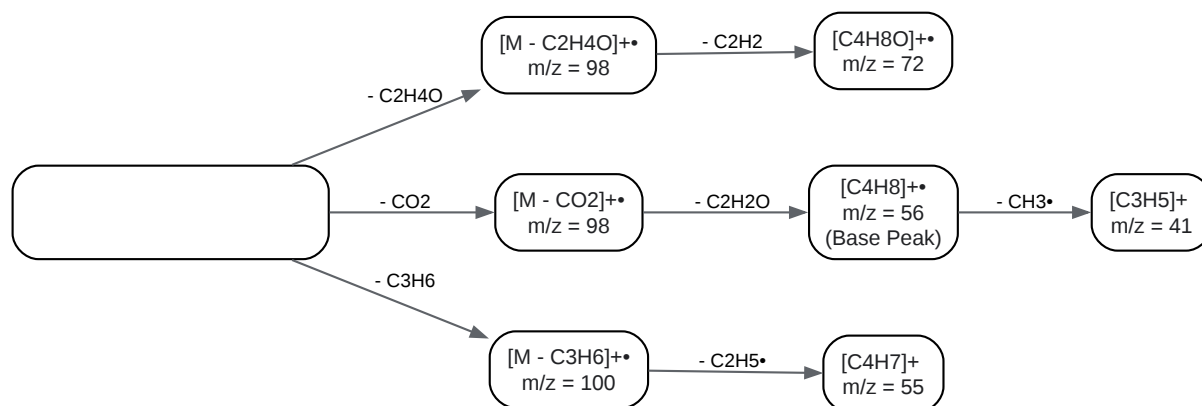 [M - C2H4O]+•
m/z = 98
- C2H2
[C4H8O]+•
m/z = 72
- C2H4O
- CO2
[M - CO2]+•
m/z = 98
- C2H2O
[C4H8]+•
m/z = 56
(Base Peak)
- CH3•
[C3H5]+
m/z = 41
- C3H6
[M - C3H6]+•
m/z = 100
- C2H5•
[C4H7]+
m/z = 55